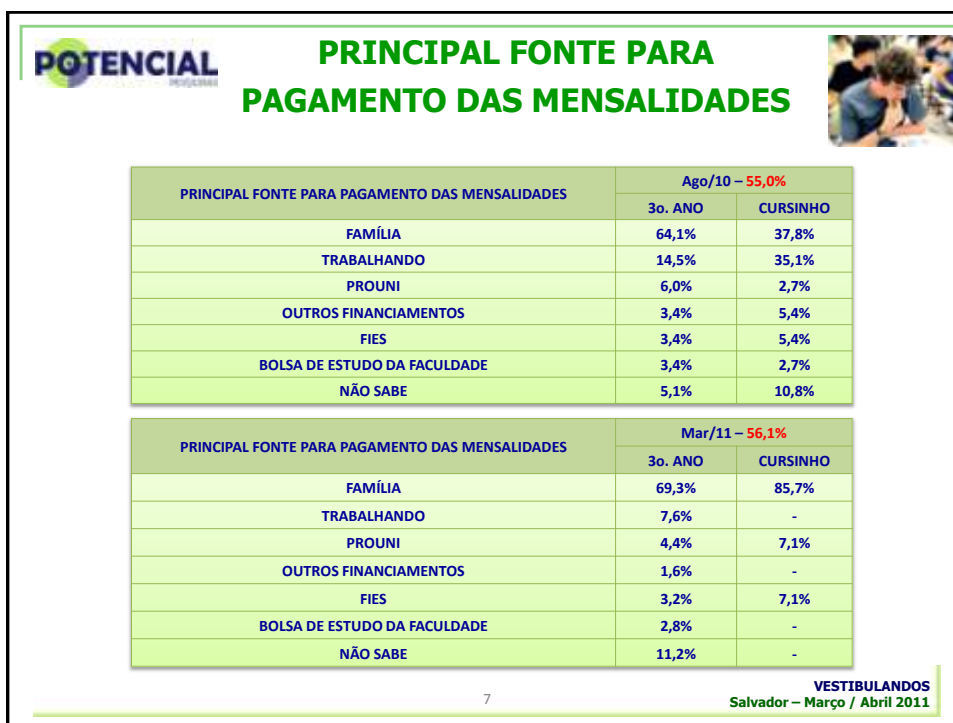 POTENCIAL
PRINCIPAL FONTE PARA
PAGAMENTO DAS MENSALIDADES
PRINCIPAL FONTE PARA PAGAMENTO DAS MENSALIDADES Ago/10 – 55,0%
3o. ANO CURSINHO
FAMÍLIA 64,1% 37,8%
TRABALHANDO 14,5% 35,1%
PROUNI 6,0% 2,7%
OUTROS FINANCIAMENTOS 3,4% 5,4%
FIES 3,4% 5,4%
BOLSA DE ESTUDO DA FACULDADE 3,4% 2,7%
NÃO SABE 5,1% 10,8%
PRINCIPAL FONTE PARA PAGAMENTO DAS MENSALIDADES Mar/11 – 56,1%
3o. ANO CURSINHO
FAMÍLIA 69,3% 85,7%
TRABALHANDO 7,6% -
PROUNI 4,4% 7,1%
OUTROS FINANCIAMENTOS 1,6% -
FIES 3,2% 7,1%
BOLSA DE ESTUDO DA FACULDADE 2,8% -
NÃO SABE 11,2% -
7
VESTIBULANDOS
Salvador – Março / Abril 2011